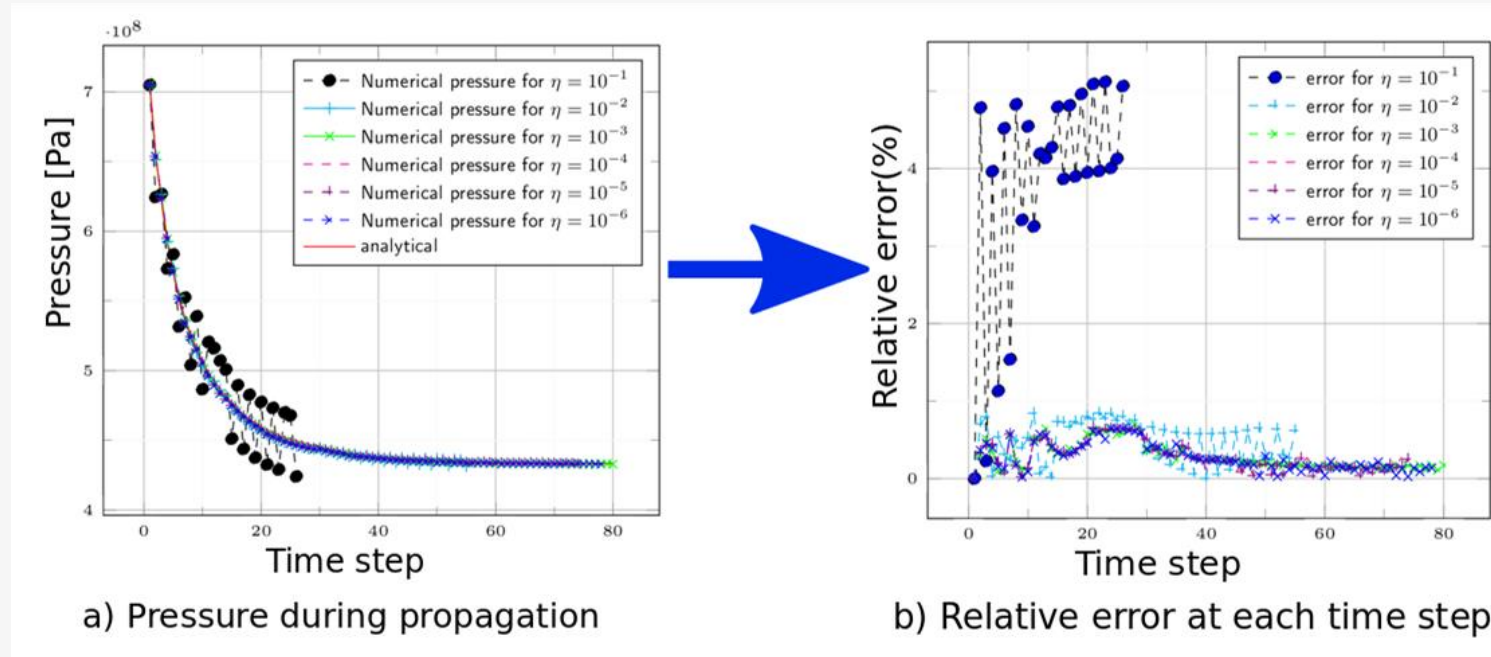 ·10⁸
7
6
5
4
Pressure [Pa]
Numerical pressure for η = 10⁻¹
Numerical pressure for η = 10⁻²
Numerical pressure for η = 10⁻³
Numerical pressure for η = 10⁻⁴
Numerical pressure for η = 10⁻⁵
Numerical pressure for η = 10⁻⁶
analytical
0 20 40 60 80
Time step
a) Pressure during propagation
4
2
0
Relative error(%)
error for η = 10⁻¹
error for η = 10⁻²
error for η = 10⁻³
error for η = 10⁻⁴
error for η = 10⁻⁵
error for η = 10⁻⁶
0 20 40 60 80
Time step
b) Relative error at each time step